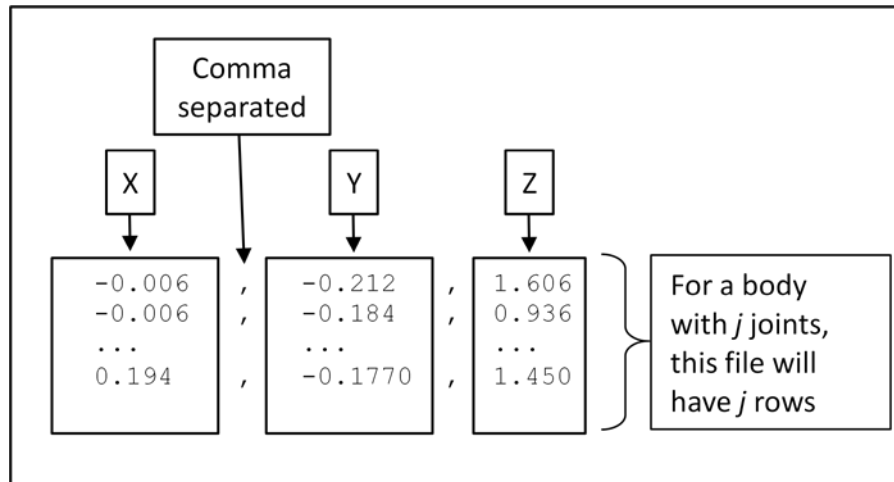 Comma
separated
X
Y
Z
-0.006 , -0.212 , 1.606
-0.006 , -0.184 , 0.936
... ... ...
0.194 , -0.1770 , 1.450
For a body
with j joints,
this file will
have j rows